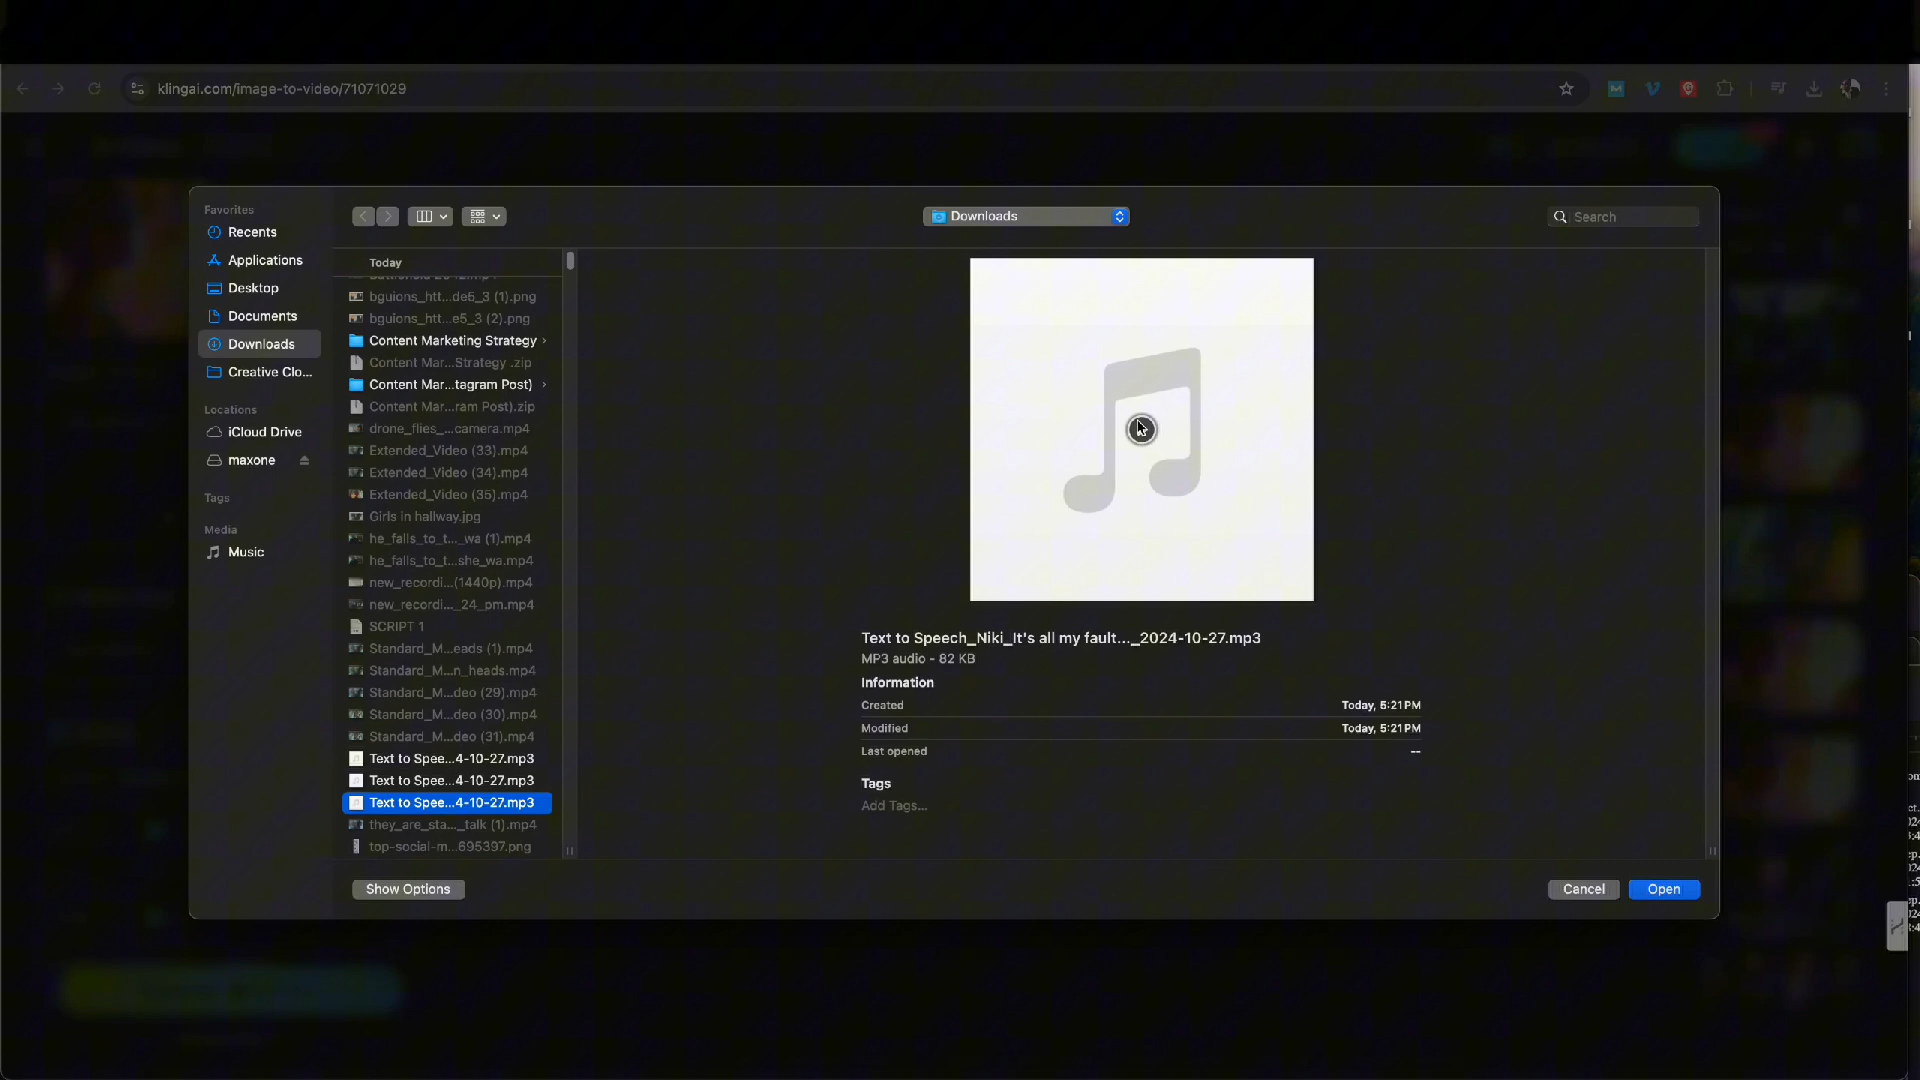 klingai.com/image-to-video/71071029
Favorites
Recents
Applications
Desktop
Documents
Downloads
Creative Clo...
Locations
iCloud Drive
maxone
Tags
Media
Music
Downloads
Search
Today
bguions_htt...de5_3 (1).png
bguions_htt...e5_3 (2).png
Content Marketing Strategy
Content Mar...Strategy .zip
Content Mar...tagram Post)
Content Mar...ram Post).zip
drone_flies_...camera.mp4
Extended_Video (33).mp4
Extended_Video (34).mp4
Extended_Video (35).mp4
Girls in hallway.jpg
he_falls_to_t..._wa (1).mp4
he_falls_to_t...she_wa.mp4
new_recordi...(1440p).mp4
new_recordi..._24_pm.mp4
SCRIPT 1
Standard_M...eads (1).mp4
Standard_M...n_heads.mp4
Standard_M...deo (29).mp4
Standard_M...deo (30).mp4
Standard_M...deo (31).mp4
Text to Spee...4-10-27.mp3
Text to Spee...4-10-27.mp3
Text to Spee...4-10-27.mp3
they_are_sta..._talk (1).mp4
top-social-m...695397.png
Text to Speech_Niki_It's all my fault..._2024-10-27.mp3
MP3 audio - 82 KB
Information
Created Today, 5:21 PM
Modified Today, 5:21 PM
Last opened --
Tags
Add Tags...
Show Options
Cancel
Open